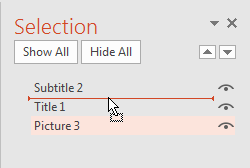 Selection
Show All Hide All
Subtitle 2
Title 1
Picture 3